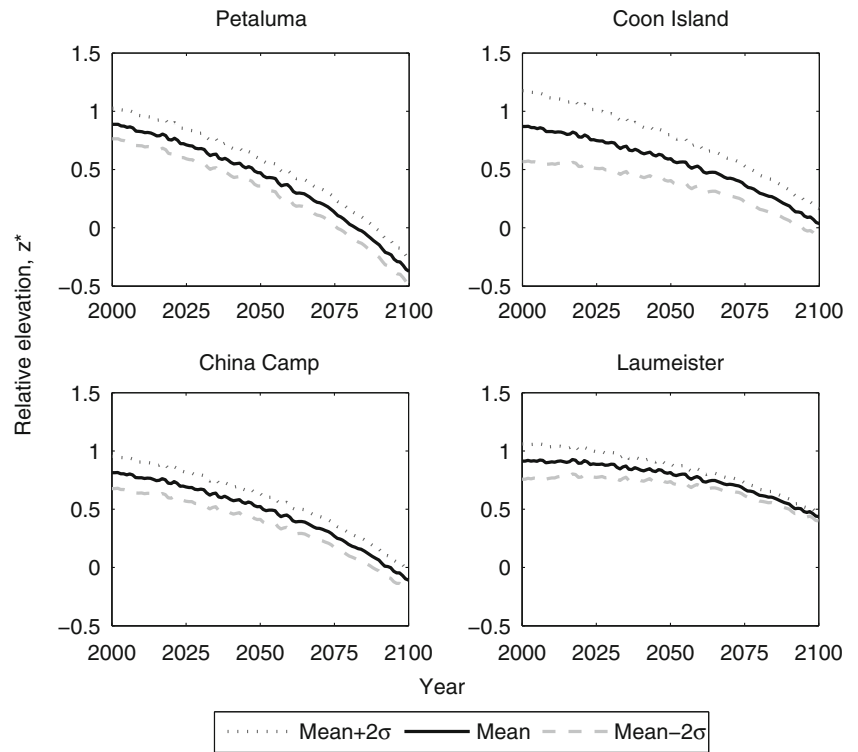 Petaluma
Coon Island
1.5
1
0.5
0
−0.5
2000 2025 2050 2075 2100
1.5
1
0.5
0
−0.5
2000 2025 2050 2075 2100
Relative elevation, z*
China Camp
Laumeister
1.5
1
0.5
0
−0.5
2000 2025 2050 2075 2100
1.5
1
0.5
0
−0.5
2000 2025 2050 2075 2100
Year
Mean+2σ Mean Mean−2σ